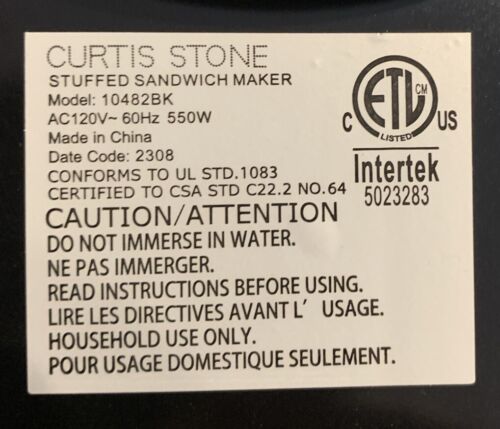 CURTIS STONE
STUFFED SANDWICH MAKER
Model: 10482BK
AC120V~ 60Hz 550W
Made in China
Date Code: 2308
CONFORMS TO UL STD.1083
CERTIFIED TO CSA STD C22.2 NO.64
ETL CM
LISTED
C US
Intertek
5023283
CAUTION/ATTENTION
DO NOT IMMERSE IN WATER.
NE PAS IMMERGER.
READ INSTRUCTIONS BEFORE USING.
LIRE LES DIRECTIVES AVANT L' USAGE.
HOUSEHOLD USE ONLY.
POUR USAGE DOMESTIQUE SEULEMENT.